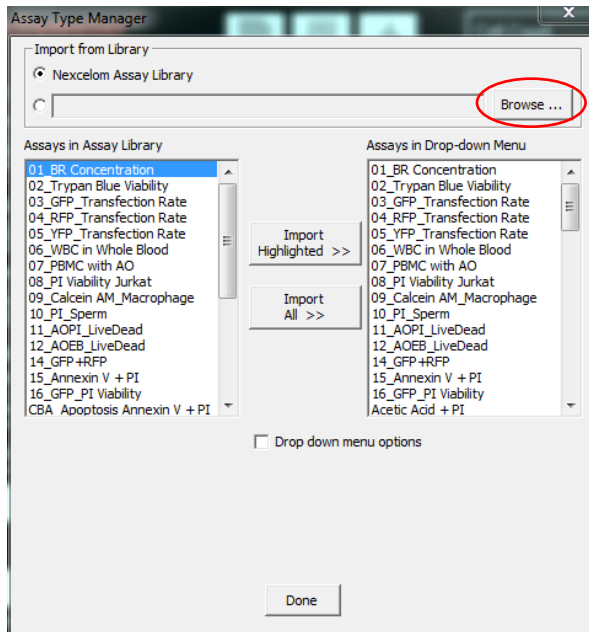 Assay Type Manager
x
Import from Library
Nexcelom Assay Library
Browse ...
Assays in Assay Library
01_BR Concentration
02_Trypan Blue Viability
03_GFP_Transfection Rate
04_RFP_Transfection Rate
05_YFP_Transfection Rate
06_WBC in Whole Blood
07_PBMC with AO
08_PI Viability Jurkat
09_Calcein AM_Macrophage
10_PI_Sperm
11_AOPI_LiveDead
12_AOEB_LiveDead
14_GFP+RFP
15_Annexin V + PI
16_GFP_PI Viability
CBA_Apoptosis Annexin V + PI
Import
Highlighted >>
Import
All >>
Assays in Drop-down Menu
01_BR Concentration
02_Trypan Blue Viability
03_GFP_Transfection Rate
04_RFP_Transfection Rate
05_YFP_Transfection Rate
06_WBC in Whole Blood
07_PBMC with AO
08_PI Viability Jurkat
09_Calcein AM_Macrophage
10_PI_Sperm
11_AOPI_LiveDead
12_AOEB_LiveDead
14_GFP+RFP
15_Annexin V + PI
16_GFP_PI Viability
Acetic Acid + PI
Drop down menu options
Done